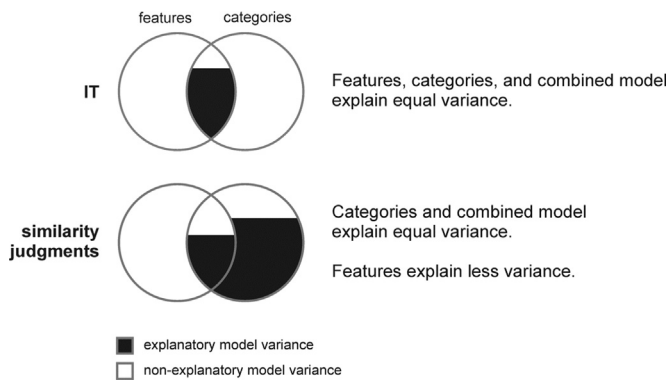 features categories
IT
Features, categories, and combined model
explain equal variance.
similarity
judgments
Categories and combined model
explain equal variance.
Features explain less variance.
explanatory model variance
non-explanatory model variance